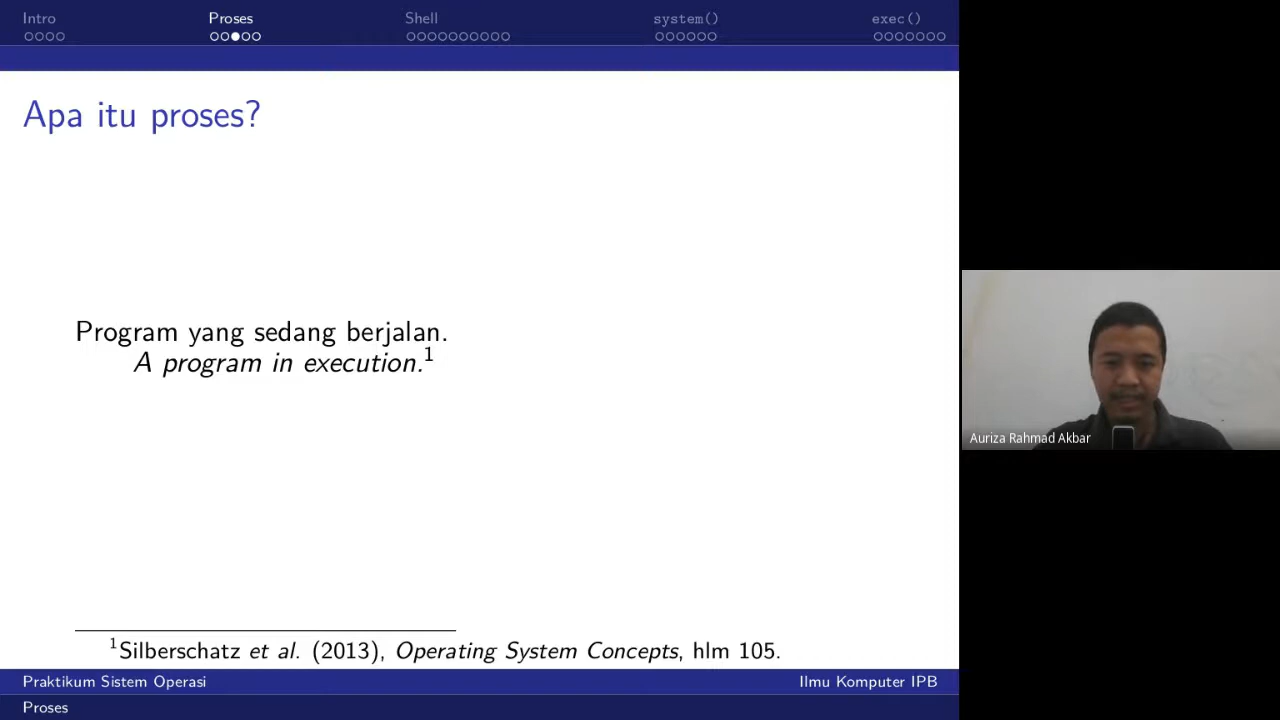 Intro Proses Shell system() exec()
Apa itu proses?
Program yang sedang berjalan.
A program in execution.1
1Silberschatz et al. (2013), Operating System Concepts, hlm 105.
Praktikum Sistem Operasi Ilmu Komputer IPB
Proses
Auriza Rahmad Akbar